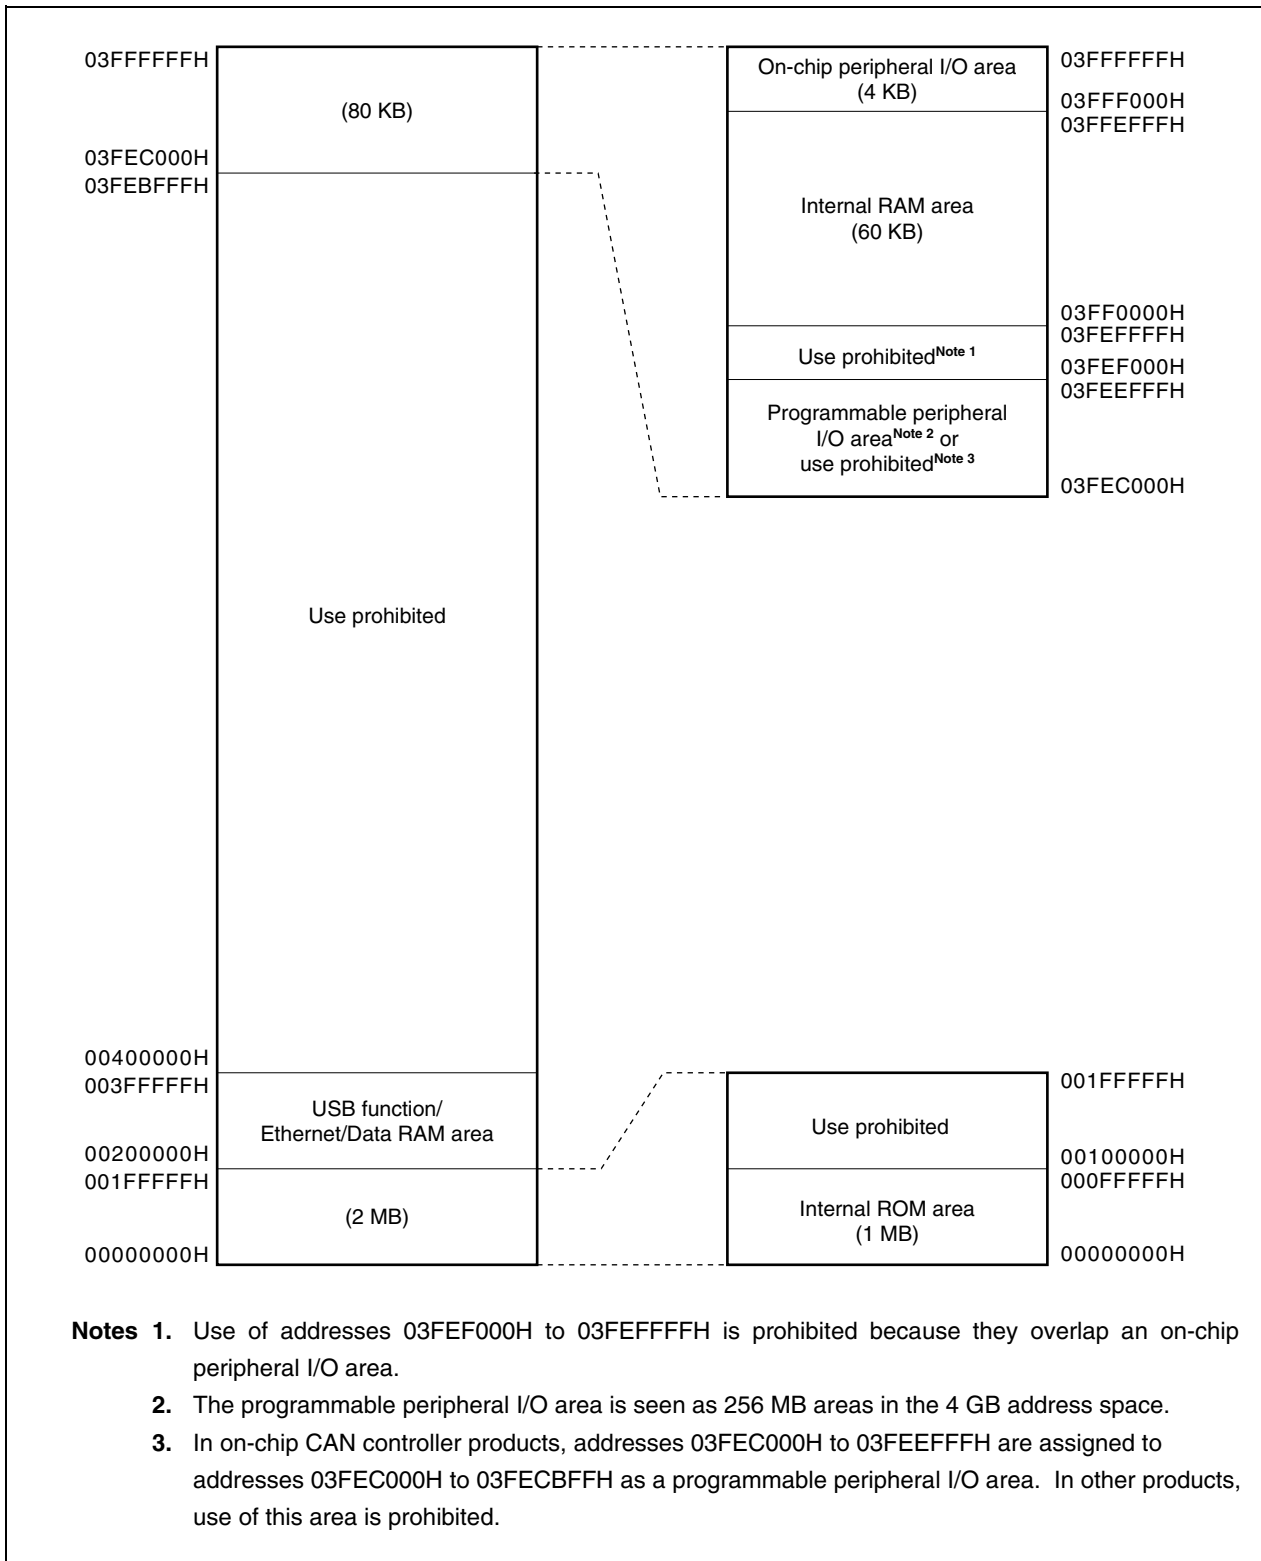 03FFFFFFH
(80 KB)
03FEC000H
03FEBFFFH
Use prohibited
00400000H
003FFFFFH
USB function/
Ethernet/Data RAM area
00200000H
001FFFFFH
(2 MB)
00000000H
On-chip peripheral I/O area
(4 KB)
03FFFFFFH
03FFF000H
03FFEFFFH
Internal RAM area
(60 KB)
03FF0000H
03FEFFFFH
Use prohibitedNote 1
03FEF000H
03FEEFFFH
Programmable peripheral
I/O areaNote 2 or
use prohibitedNote 3
03FEC000H
001FFFFFH
Use prohibited
00100000H
000FFFFFH
Internal ROM area
(1 MB)
00000000H
Notes 1. Use of addresses 03FEF000H to 03FEFFFFH is prohibited because they overlap an on-chip
peripheral I/O area.
2. The programmable peripheral I/O area is seen as 256 MB areas in the 4 GB address space.
3. In on-chip CAN controller products, addresses 03FEC000H to 03FEEFFFH are assigned to
addresses 03FEC000H to 03FECBFFH as a programmable peripheral I/O area. In other products,
use of this area is prohibited.